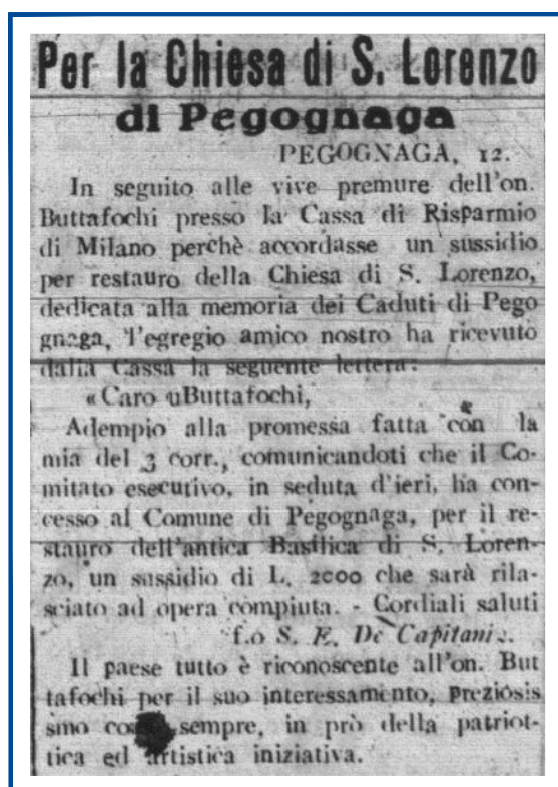 Per la Chiesa di S. Lorenzo
di Pegognaga
PEGOGNAGA, 12.
In seguito alle vive premure dell'on.
Buttafochi presso la Cassa di Risparmio
di Milano perchè accordasse un sussidio
per restauro della Chiesa di S. Lorenzo,
dedicata alla memoria dei Caduti di Pego
gnaga, l'egregio amico nostro ha ricevuto
dalla Cassa la seguente lettera:
«Caro uButtafochi,
Adempio alla promessa fatta con la
mia del 3 corr., comunicandoti che il Co-
mitato esecutivo, in seduta d'ieri, ha con-
cesso al Comune di Pegognaga, per il re-
stauro dell'antica Basilica di S. Loren-
zo, un sussidio di L. 2000 che sarà rila-
sciato ad opera compiuta. - Cordiali saluti
f.o S. E. De Capitani».
Il paese tutto è riconoscente all'on. But
tafochi per il suo interessamento, preziosis
smo come sempre, in prò della patriot-
tica ed artistica iniziativa.